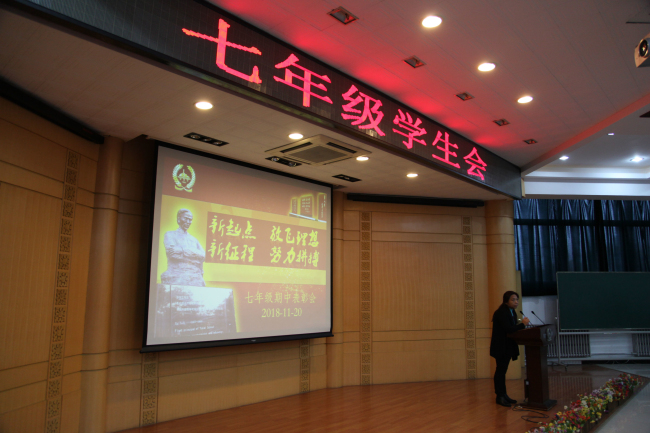 七年级学生会
新起点 放飞理想
新征程 努力拼搏
七年级期中表彰会
2018-11-20